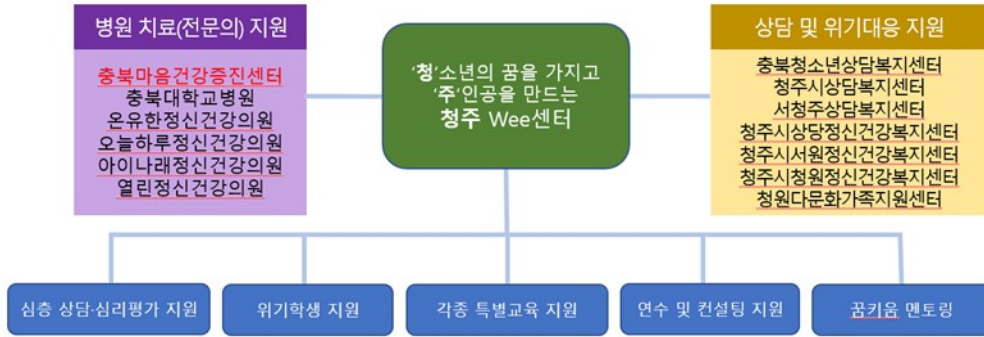 병원 치료(전문의) 지원
충북마음건강증진센터
충북대학교병원
온유한정신건강의원
오늘하루정신건강의원
아이나래정신건강의원
열린정신건강의원
'청'소년의 꿈을 가지고
'주'인공을 만드는
청주 Wee센터
상담 및 위기대응 지원
충북청소년상담복지센터
청주시상담복지센터
서청주상담복지센터
청주시상당정신건강복지센터
청주시서원정신건강복지센터
청주시청원정신건강복지센터
청원다문화가족지원센터
심층 상담·심리평가 지원
위기학생 지원
각종 특별교육 지원
연수 및 컨설팅 지원
꿈키움 멘토링